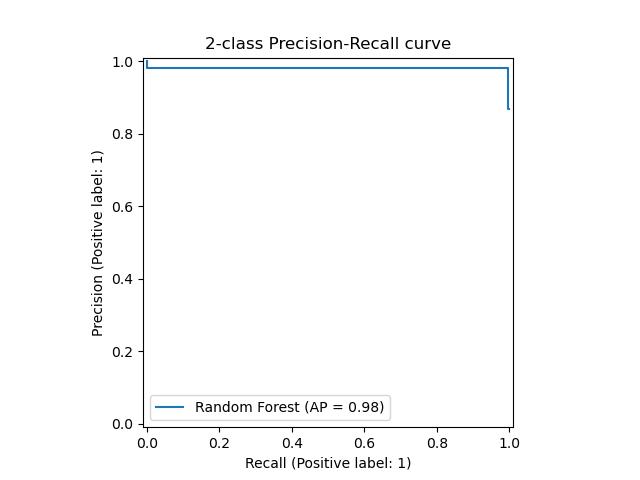 2-class Precision-Recall curve
1.0
0.8
0.6
0.4
0.2
0.0
Precision (Positive label: 1)
Random Forest (AP = 0.98)
0.0 0.2 0.4 0.6 0.8 1.0
Recall (Positive label: 1)